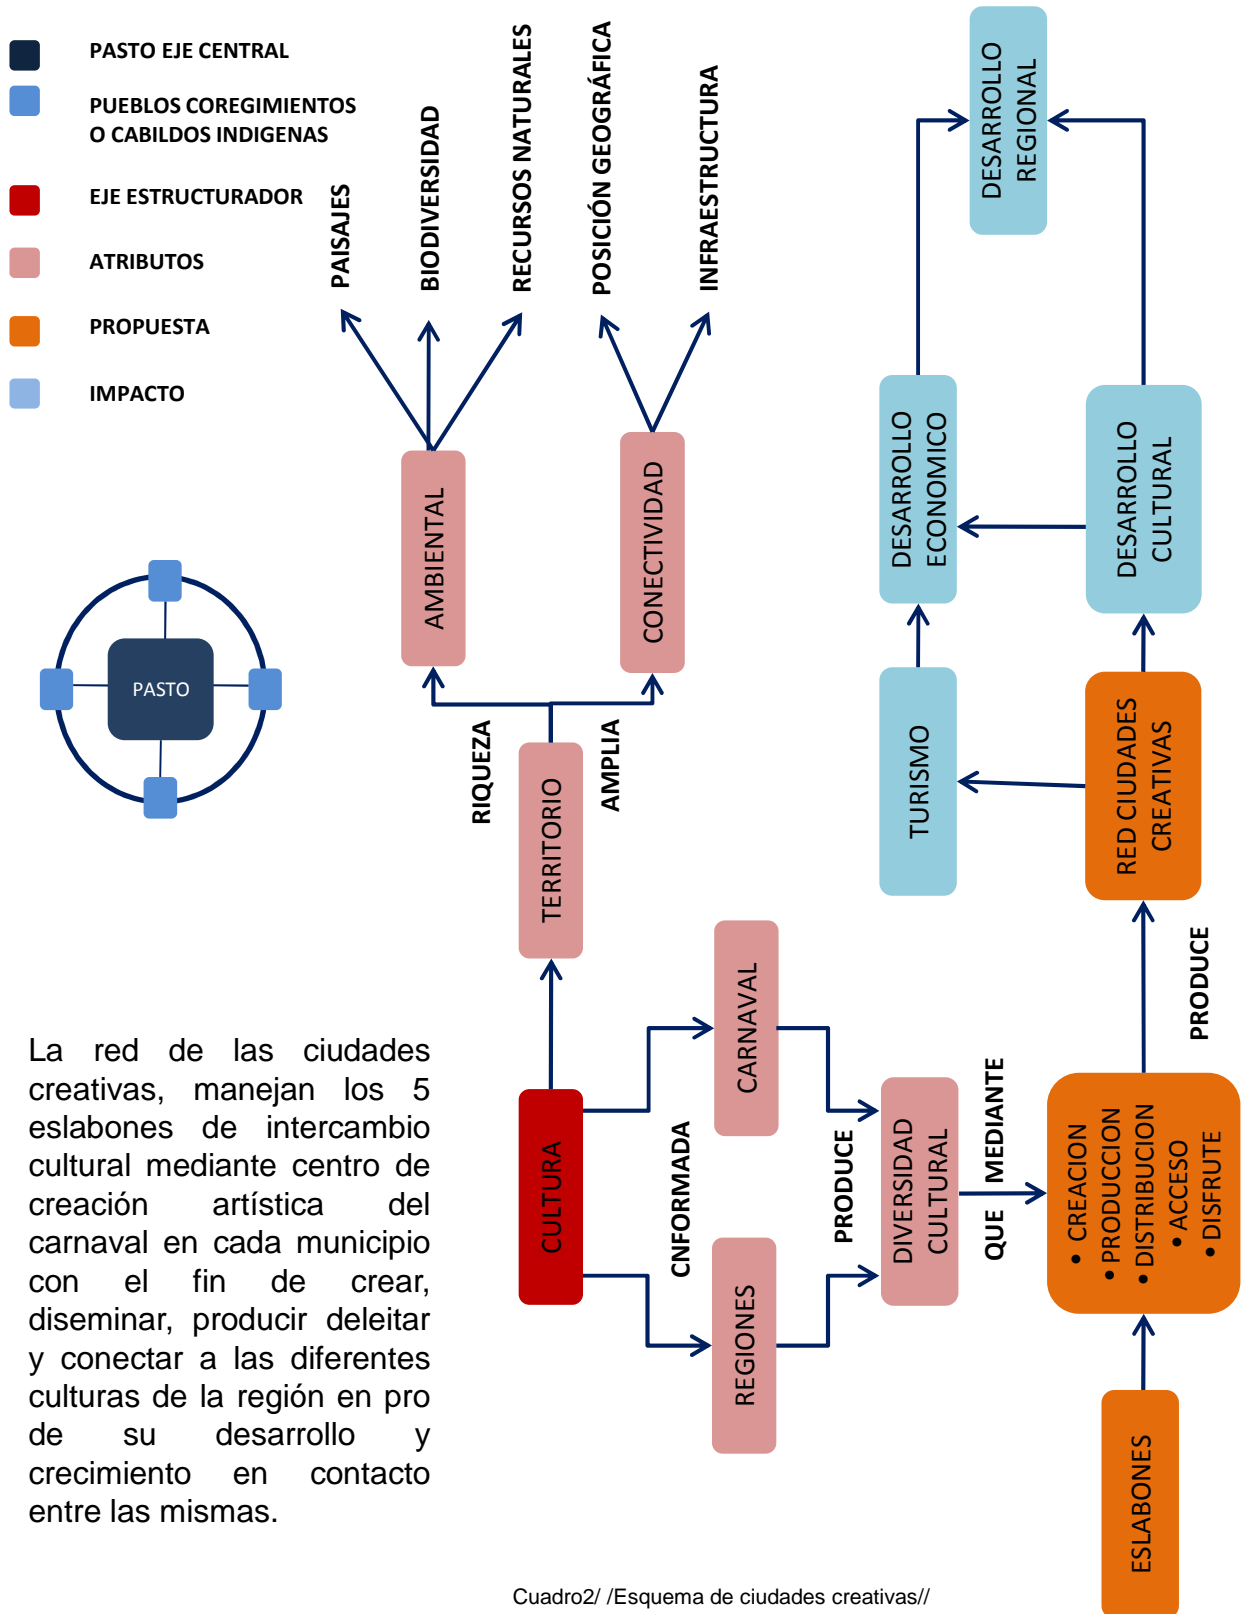 PASTO EJE CENTRAL
PUEBLOS COREGIMIENTOS
O CABILDOS INDIGENAS
EJE ESTRUCTURADOR
ATRIBUTOS
PROPUESTA
IMPACTO
PASTO
PAISAJES
BIODIVERSIDAD
RECURSOS NATURALES
POSICIÓN GEOGRÁFICA
INFRAESTRUCTURA
AMBIENTAL
CONECTIVIDAD
RIQUEZA
AMPLIA
TERRITORIO
CULTURA
CNFORMADA
CARNAVAL
REGIONES
PRODUCE
DIVERSIDAD
CULTURAL
QUE MEDIANTE
• CREACION
• PRODUCCION
• DISTRIBUCION
• ACCESO
• DISFRUTE
ESLABONES
PRODUCE
RED CIUDADES
CREATIVAS
TURISMO
DESARROLLO
ECONOMICO
DESARROLLO
CULTURAL
DESARROLLO
REGIONAL
La red de las ciudades
creativas, manejan los 5
eslabones de intercambio
cultural mediante centro de
creación artística del
carnaval en cada municipio
con el fin de crear,
diseminar, producir deleitar
y conectar a las diferentes
culturas de la región en pro
de su desarrollo y
crecimiento en contacto
entre las mismas.
Cuadro2/ /Esquema de ciudades creativas//